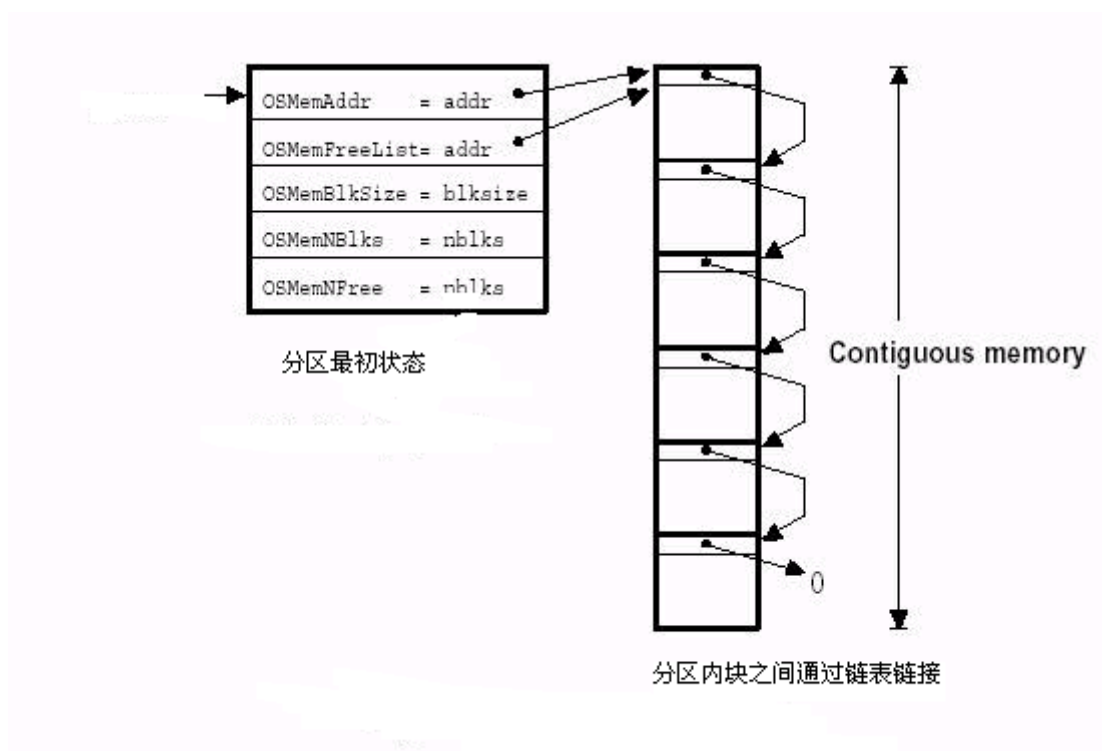 OSMemAddr = addr
OSMemFreeList= addr
OSMemBlkSize = blksize
OSMemNBlks = nblks
OSMemNFree = nblks
分区最初状态
Contiguous memory
0
分区内块之间通过链表链接